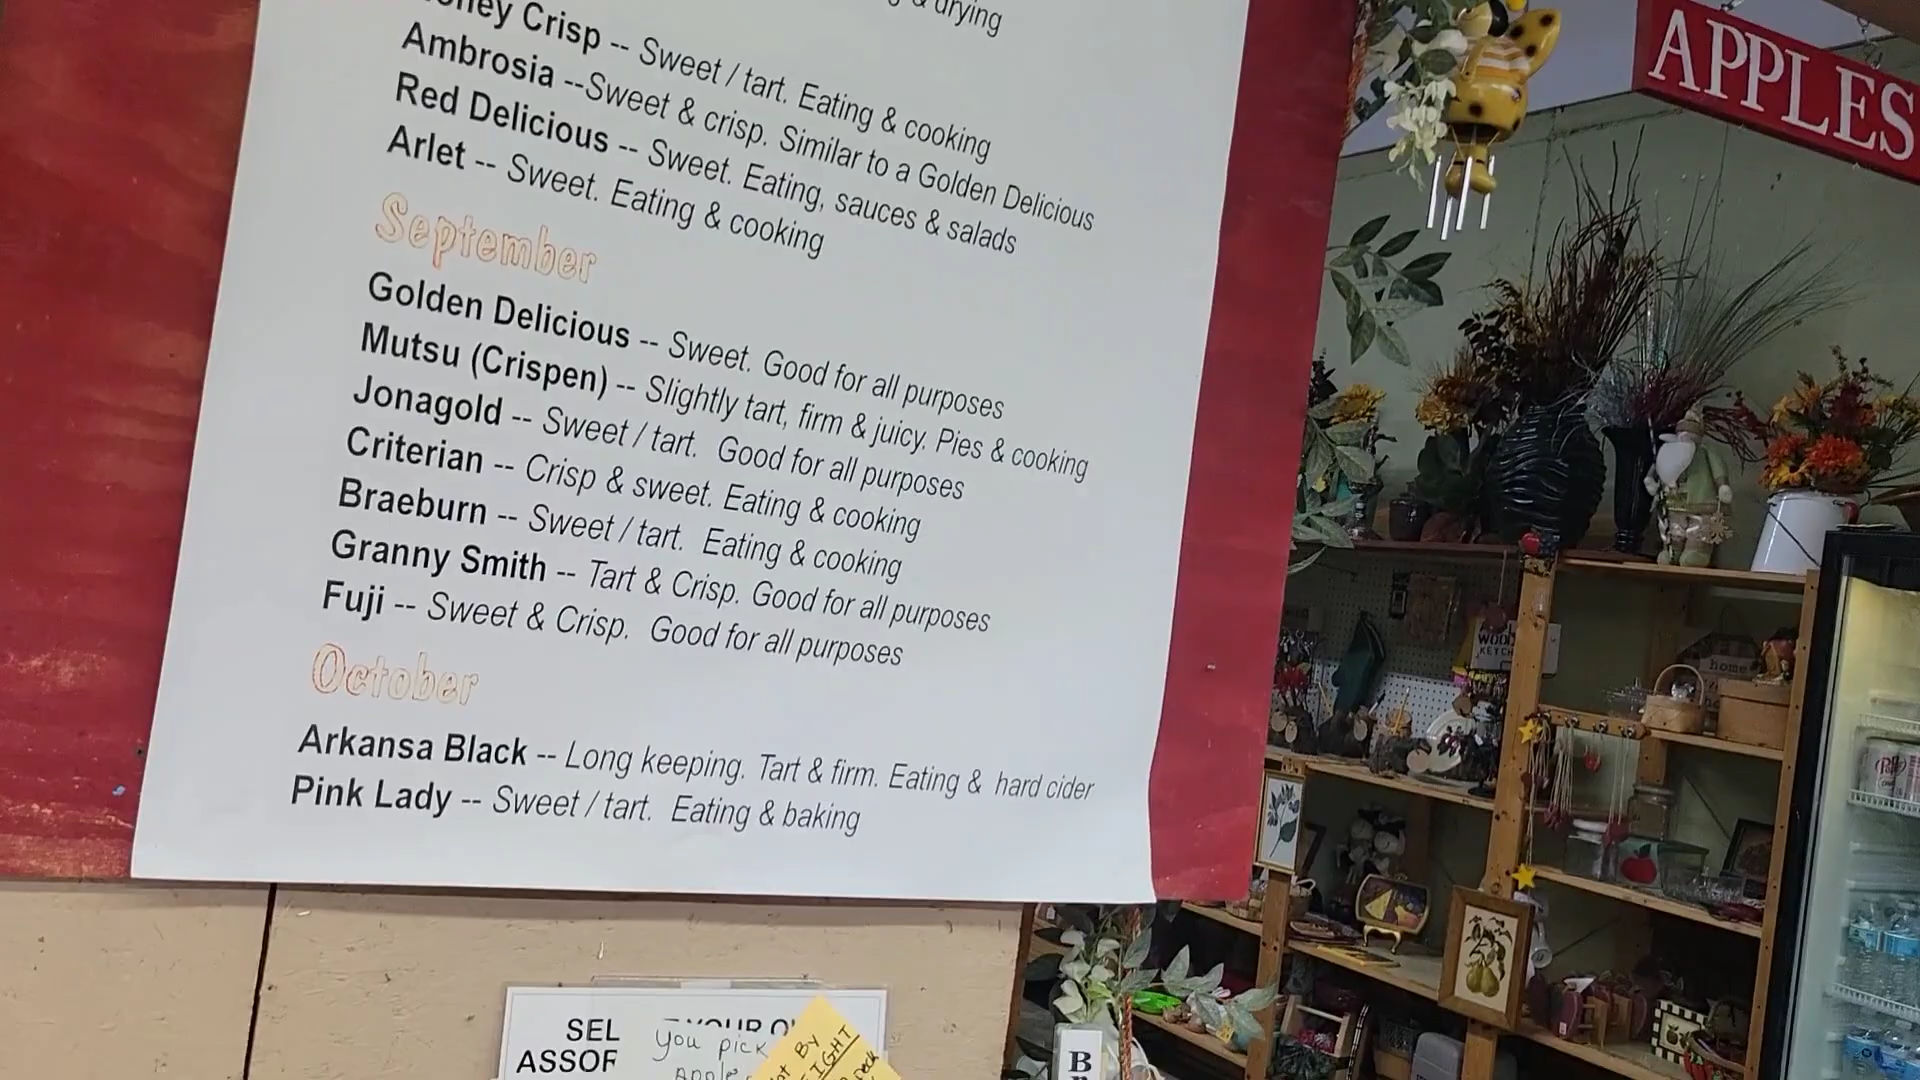 & drying
Honey Crisp -- Sweet / tart. Eating & cooking
Ambrosia --Sweet & crisp. Similar to a Golden Delicious
Red Delicious -- Sweet. Eating, sauces & salads
Arlet -- Sweet. Eating & cooking
September
Golden Delicious -- Sweet. Good for all purposes
Mutsu (Crispen) -- Slightly tart, firm & juicy. Pies & cooking
Jonagold -- Sweet / tart. Good for all purposes
Criterian -- Crisp & sweet. Eating & cooking
Braeburn -- Sweet / tart. Eating & cooking
Granny Smith -- Tart & Crisp. Good for all purposes
Fuji -- Sweet & Crisp. Good for all purposes
October
Arkansa Black -- Long keeping. Tart & firm. Eating & hard cider
Pink Lady -- Sweet / tart. Eating & baking
APPLES
SEL
ASSOR
you pick
BY
home